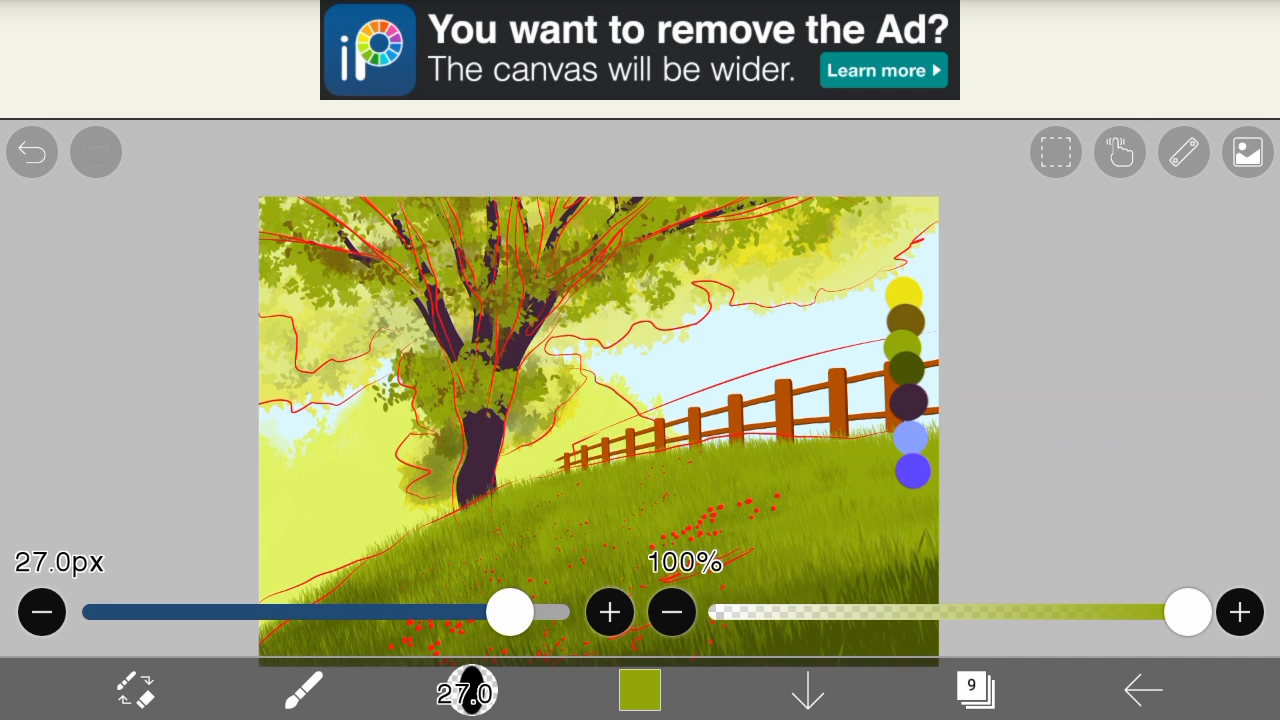 iP
You want to remove the Ad?
The canvas will be wider.
Learn more
27.0px
100%
27.0
9